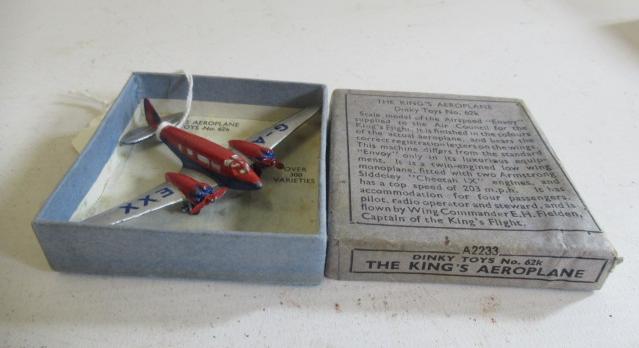 'S AEROPLANE
TOYS No. 62k
OVER
300
VARIETIES
G-A
EXX
THE KING'S AEROPLANE
Dinky Toys No. 62k
Scale model of the Airspeed "Envoy"
supplied to the Air Council for the
King's Flight. It is finished in the colours
of the actual aeroplane, and bears the
correct registration letters on the wings.
This machine differs from the standard
"Envoy" only in its luxurious equip-
ment. It is a twin-engined low wing
monoplane, fitted with two Armstrong
Siddeley "Cheetah IX" engines, and
has a top speed of 203 m.p.h. It has
accommodation for four passengers,
pilot, radio operator and steward, and is
flown by Wing Commander E. H. Fielden,
Captain of the King's Flight.
A2233
DINKY TOYS No. 62k
THE KING'S AEROPLANE